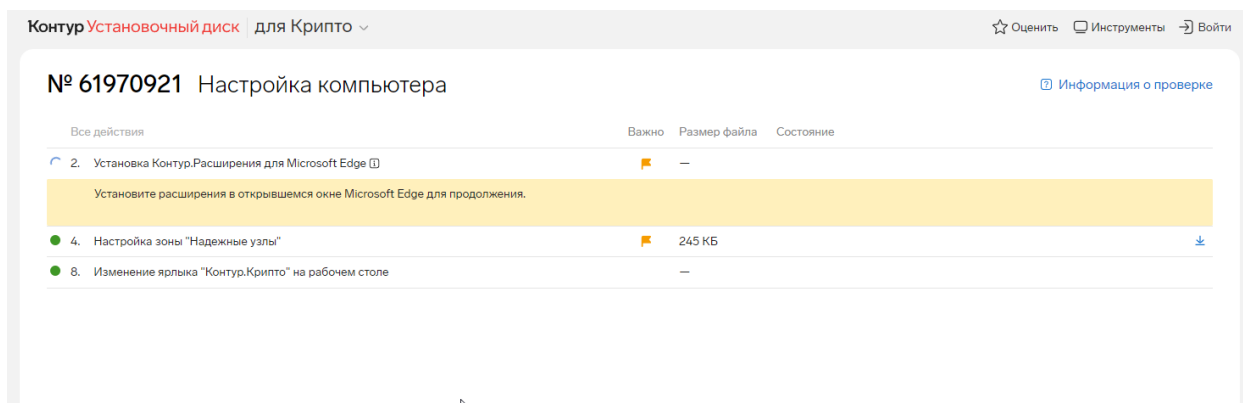 Контур Установочный диск для Крипто Оценить Инструменты Войти
№ 61970921 Настройка компьютера Информация о проверке
Все действия Важно Размер файла Состояние
2. Установка Контур.Расширения для Microsoft Edge —
Установите расширения в открывшемся окне Microsoft Edge для продолжения.
4. Настройка зоны "Надежные узлы" 245 КБ
8. Изменение ярлыка "Контур.Крипто" на рабочем столе —